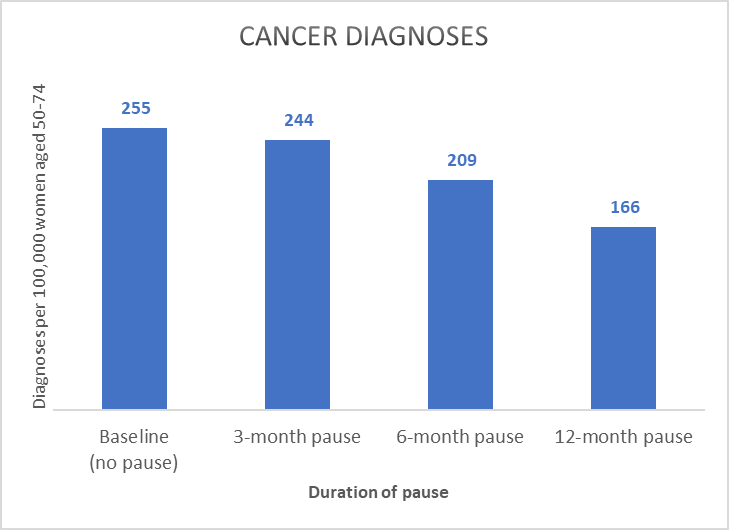 CANCER DIAGNOSES
Diagnoses per 100,000 women aged 50-74
255
244
209
166
Baseline
(no pause)
3-month pause
6-month pause
12-month pause
Duration of pause